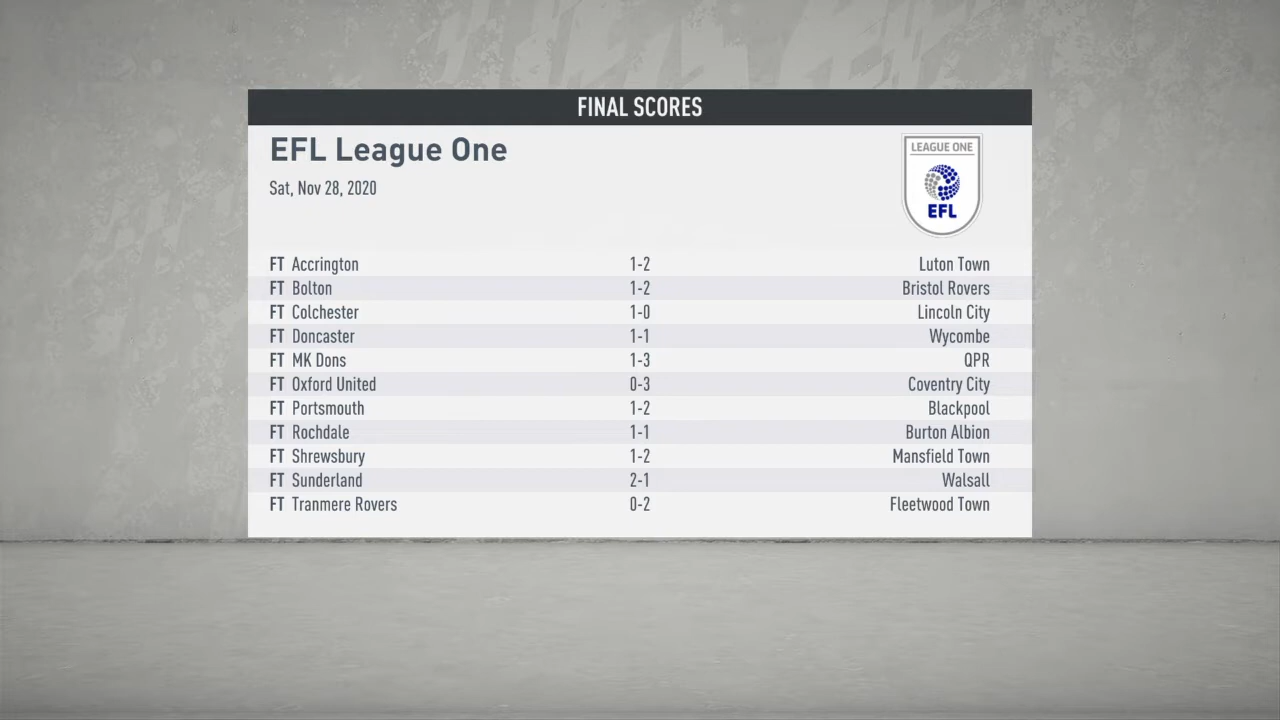 FINAL SCORES
EFL League One
LEAGUE ONE
Sat, Nov 28, 2020
EFL
FT Accrington 1-2 Luton Town
FT Bolton 1-2 Bristol Rovers
FT Colchester 1-0 Lincoln City
FT Doncaster 1-1 Wycombe
FT MK Dons 1-3 QPR
FT Oxford United 0-3 Coventry City
FT Portsmouth 1-2 Blackpool
FT Rochdale 1-1 Burton Albion
FT Shrewsbury 1-2 Mansfield Town
FT Sunderland 2-1 Walsall
FT Tranmere Rovers 0-2 Fleetwood Town